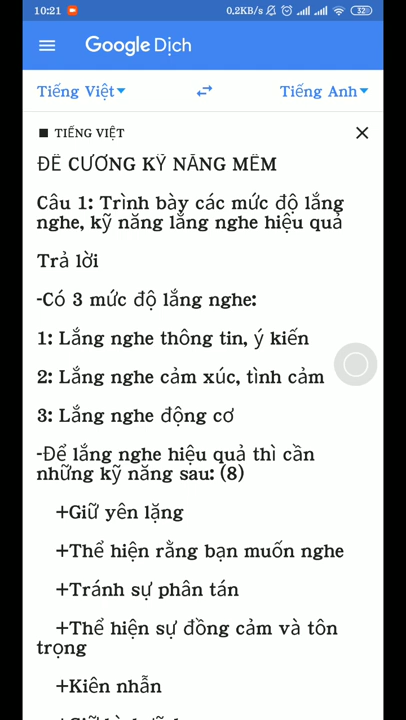 10:21
0,2KB/s
32
Google Dịch
Tiếng Việt
Tiếng Anh
TIẾNG VIỆT
ĐỀ CƯƠNG KỸ NĂNG MỀM
Câu 1: Trình bày các mức độ lắng
nghe, kỹ năng lắng nghe hiệu quả
Trả lời
-Có 3 mức độ lắng nghe:
1: Lắng nghe thông tin, ý kiến
2: Lắng nghe cảm xúc, tình cảm
3: Lắng nghe động cơ
-Để lắng nghe hiệu quả thì cần
những kỹ năng sau: (8)
+Giữ yên lặng
+Thể hiện rằng bạn muốn nghe
+Tránh sự phân tán
+Thể hiện sự đồng cảm và tôn
trọng
+Kiên nhẫn